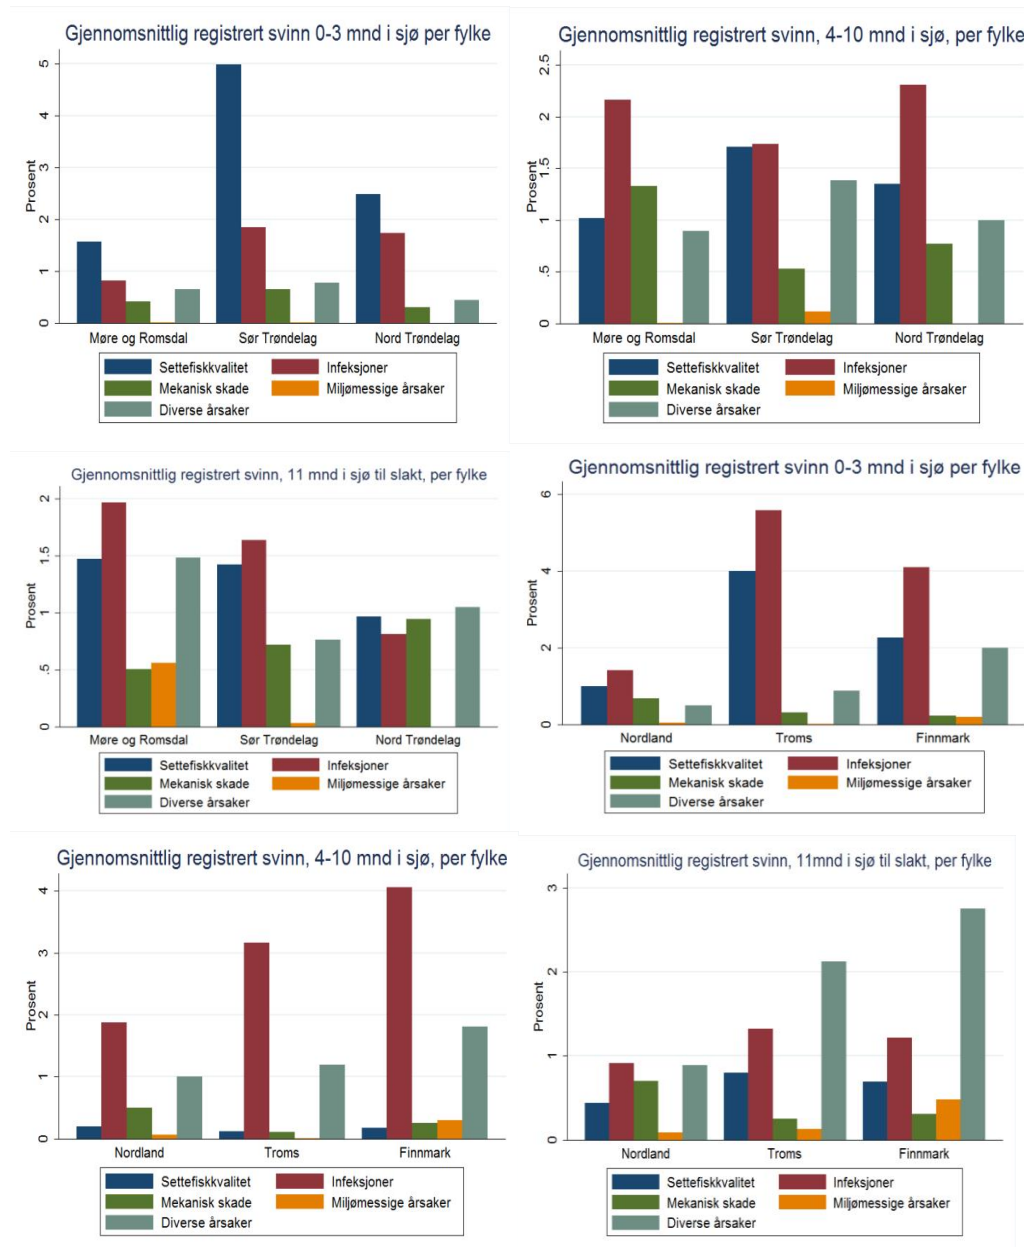 Gjennomsnittlig registrert svinn 0-3 mnd i sjø per fylke
Prosent
5
4
3
2
1
0
Møre og Romsdal Sør Trøndelag Nord Trøndelag
Settefiskkvalitet Infeksjoner
Mekanisk skade Miljømessige årsaker
Diverse årsaker
Gjennomsnittlig registrert svinn, 4-10 mnd i sjø, per fylke
Prosent
2.5
2
1.5
1
.5
0
Møre og Romsdal Sør Trøndelag Nord Trøndelag
Settefiskkvalitet Infeksjoner
Mekanisk skade Miljømessige årsaker
Diverse årsaker
Gjennomsnittlig registrert svinn, 11 mnd i sjø til slakt, per fylke
Prosent
2
1.5
1
.5
0
Møre og Romsdal Sør Trøndelag Nord Trøndelag
Settefiskkvalitet Infeksjoner
Mekanisk skade Miljømessige årsaker
Diverse årsaker
Gjennomsnittlig registrert svinn 0-3 mnd i sjø per fylke
Prosent
6
4
2
0
Nordland Troms Finnmark
Settefiskkvalitet Infeksjoner
Mekanisk skade Miljømessige årsaker
Diverse årsaker
Gjennomsnittlig registrert svinn, 4-10 mnd i sjø, per fylke
Prosent
4
3
2
1
0
Nordland Troms Finnmark
Settefiskkvalitet Infeksjoner
Mekanisk skade Miljømessige årsaker
Diverse årsaker
Gjennomsnittlig registrert svinn, 11mnd i sjø til slakt, per fylke
Prosent
3
2
1
0
Nordland Troms Finnmark
Settefiskkvalitet Infeksjoner
Mekanisk skade Miljømessige årsaker
Diverse årsaker